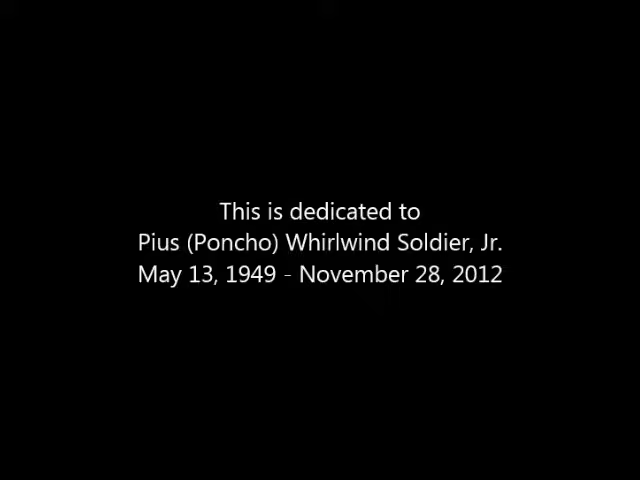 This is dedicated to
Pius (Poncho) Whirlwind Soldier, Jr.
May 13, 1949 - November 28, 2012